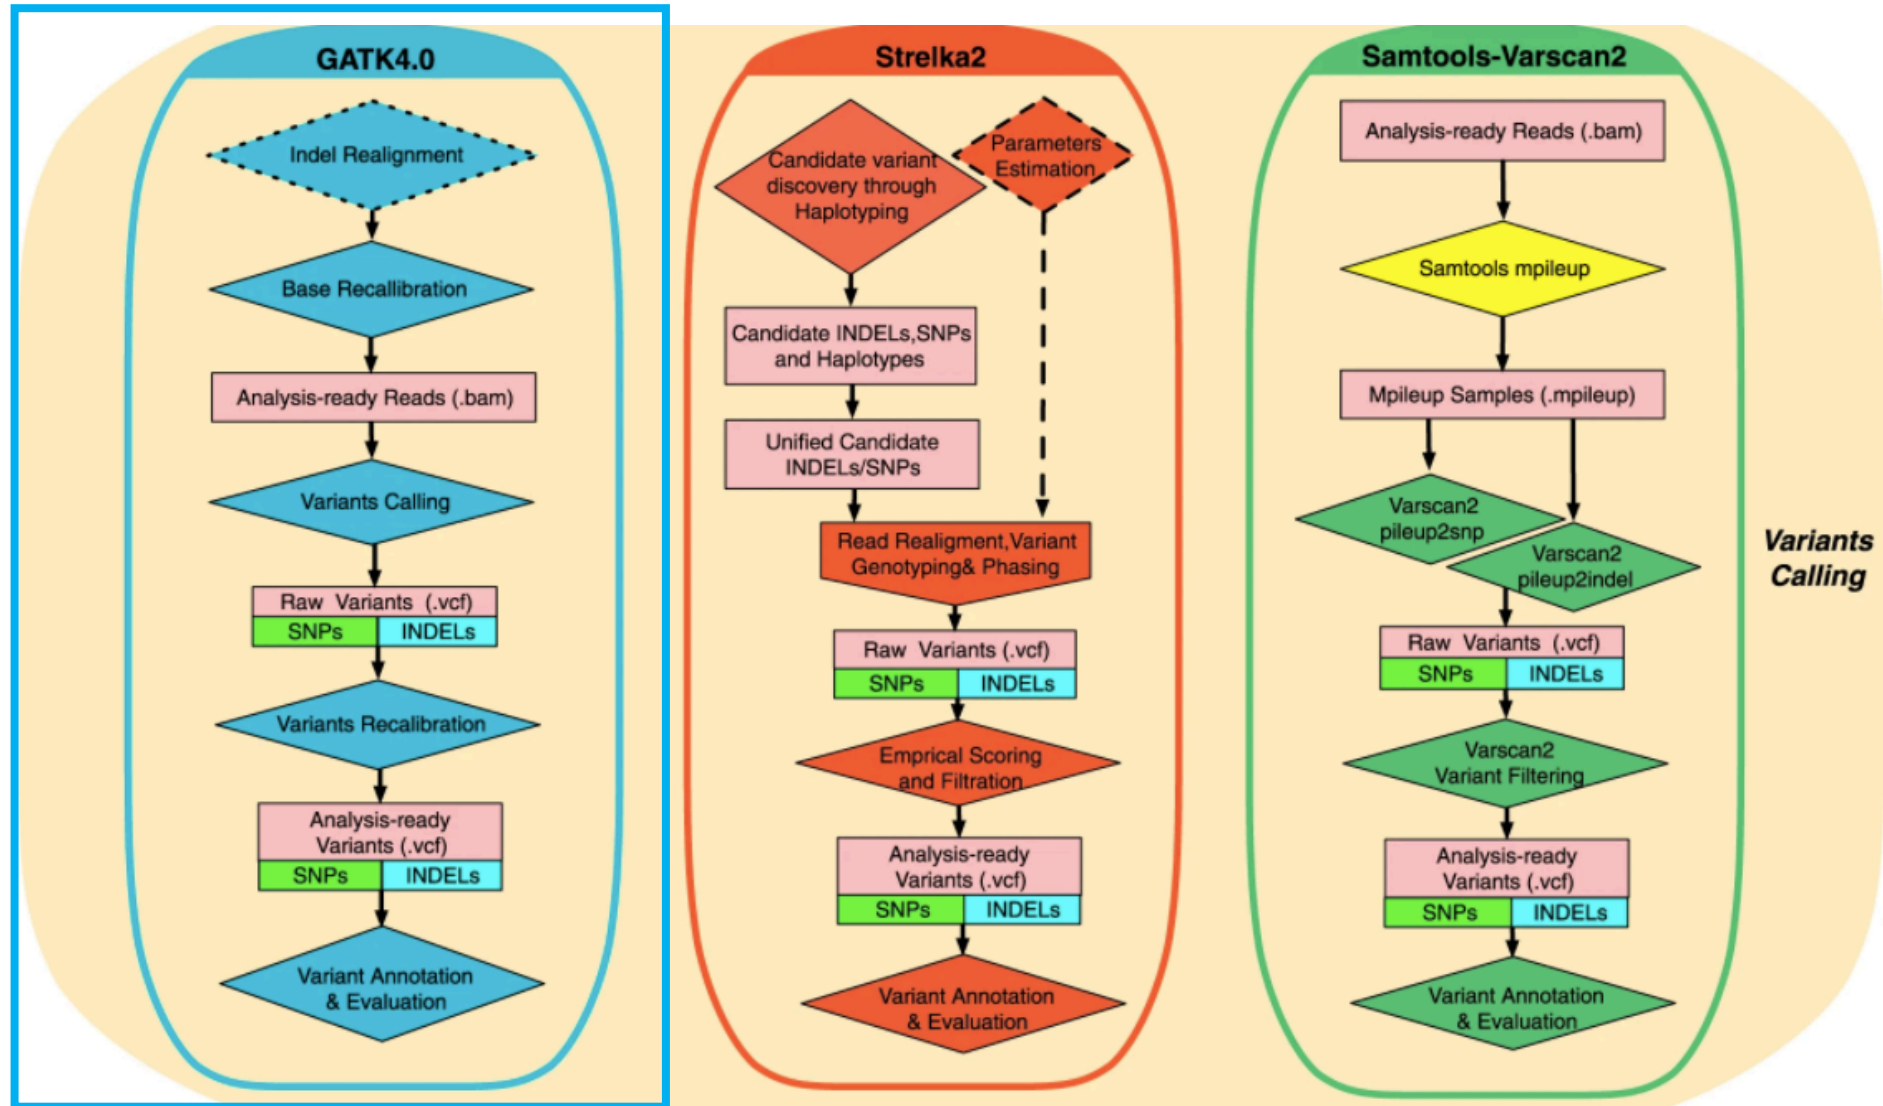 GATK4.0
Indel Realignment
Base Recallibration
Analysis-ready Reads (.bam)
Variants Calling
Raw Variants (.vcf)
SNPs INDELs
Variants Recalibration
Analysis-ready
Variants (.vcf)
SNPs INDELs
Variant Annotation
& Evaluation
Strelka2
Candidate variant
discovery through
Haplotyping
Parameters
Estimation
Candidate INDELs,SNPs
and Haplotypes
Unified Candidate
INDELs/SNPs
Read Realigment,Variant
Genotyping& Phasing
Raw Variants (.vcf)
SNPs INDELs
Emprical Scoring
and Filtration
Analysis-ready
Variants (.vcf)
SNPs INDELs
Variant Annotation
& Evaluation
Samtools-Varscan2
Analysis-ready Reads (.bam)
Samtools mpileup
Mpileup Samples (.mpileup)
Varscan2
pileup2snp
Varscan2
pileup2indel
Raw Variants (.vcf)
SNPs INDELs
Varscan2
Variant Filtering
Analysis-ready
Variants (.vcf)
SNPs INDELs
Variant Annotation
& Evaluation
Variants
Calling